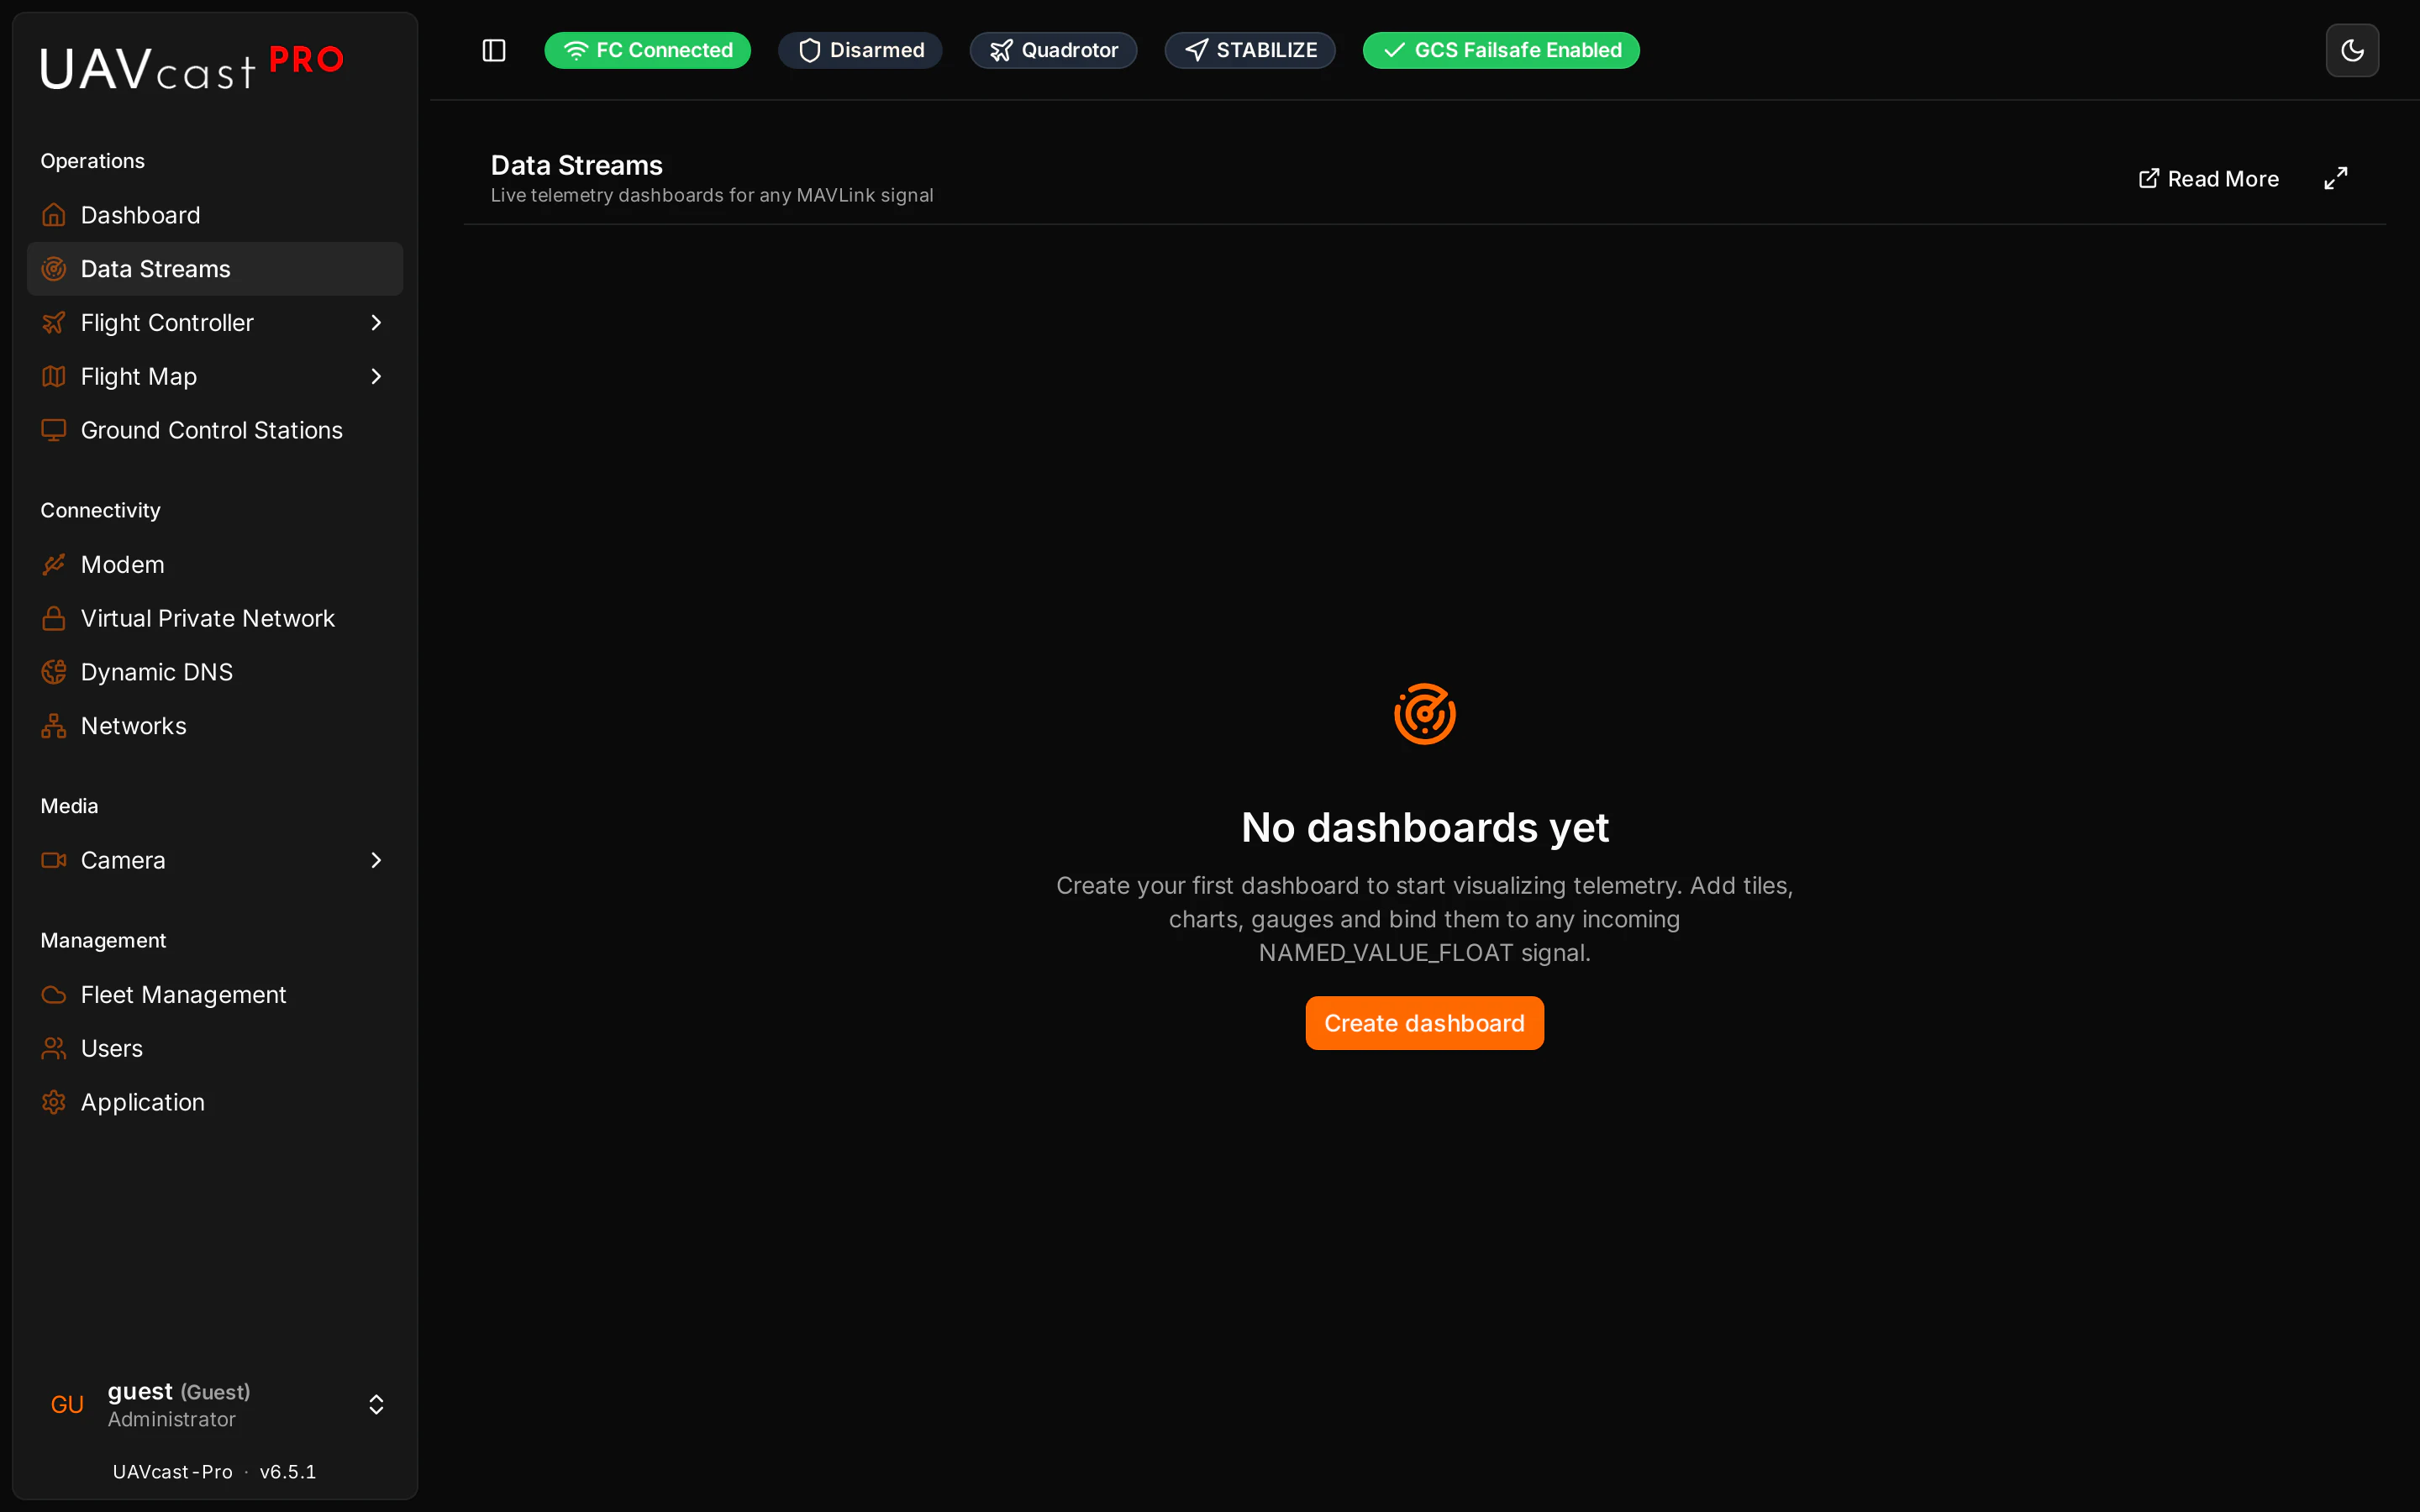 UAVcast PRO
Operations
Dashboard
Data Streams
Flight Controller
Flight Map
Ground Control Stations
Connectivity
Modem
Virtual Private Network
Dynamic DNS
Networks
Media
Camera
Management
Fleet Management
Users
Application
GU
guest (Guest)
Administrator
UAVcast-Pro · v6.5.1
FC Connected
Disarmed
Quadrotor
STABILIZE
GCS Failsafe Enabled
Data Streams
Live telemetry dashboards for any MAVLink signal
Read More
No dashboards yet
Create your first dashboard to start visualizing telemetry. Add tiles,
charts, gauges and bind them to any incoming
NAMED_VALUE_FLOAT signal.
Create dashboard